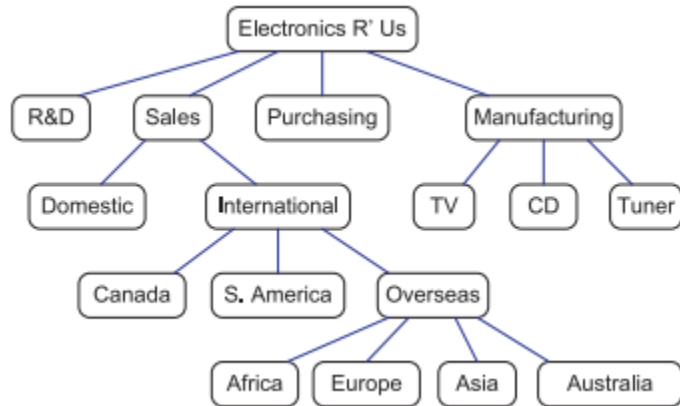 Electronics R' Us
R&D
Sales
Purchasing
Manufacturing
Domestic
International
TV
CD
Tuner
Canada
S. America
Overseas
Africa
Europe
Asia
Australia